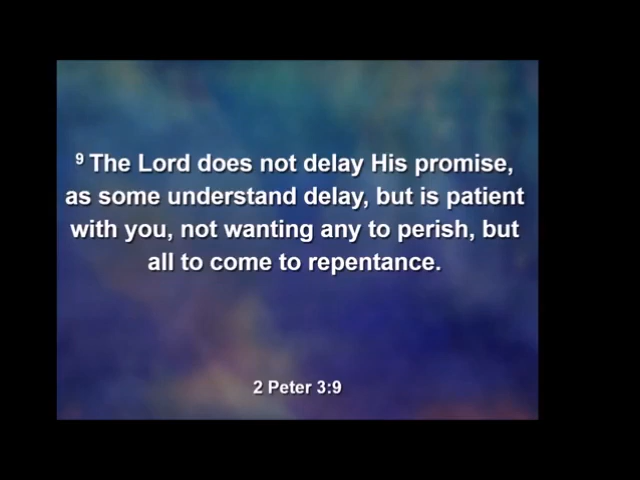 9 The Lord does not delay His promise,
as some understand delay, but is patient
with you, not wanting any to perish, but
all to come to repentance.
2 Peter 3:9